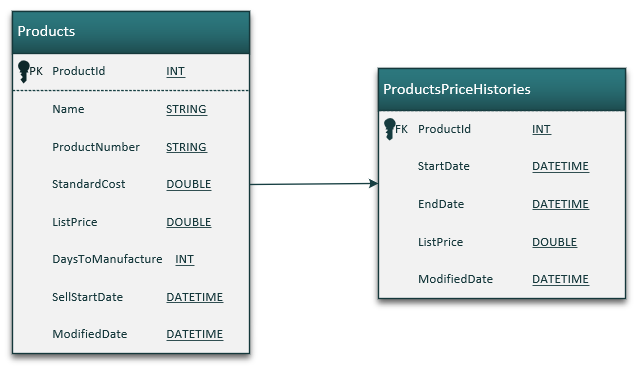 Products
PK ProductId INT
Name STRING
ProductNumber STRING
StandardCost DOUBLE
ListPrice DOUBLE
DaysToManufacture INT
SellStartDate DATETIME
ModifiedDate DATETIME
ProductsPriceHistories
FK ProductId INT
StartDate DATETIME
EndDate DATETIME
ListPrice DOUBLE
ModifiedDate DATETIME